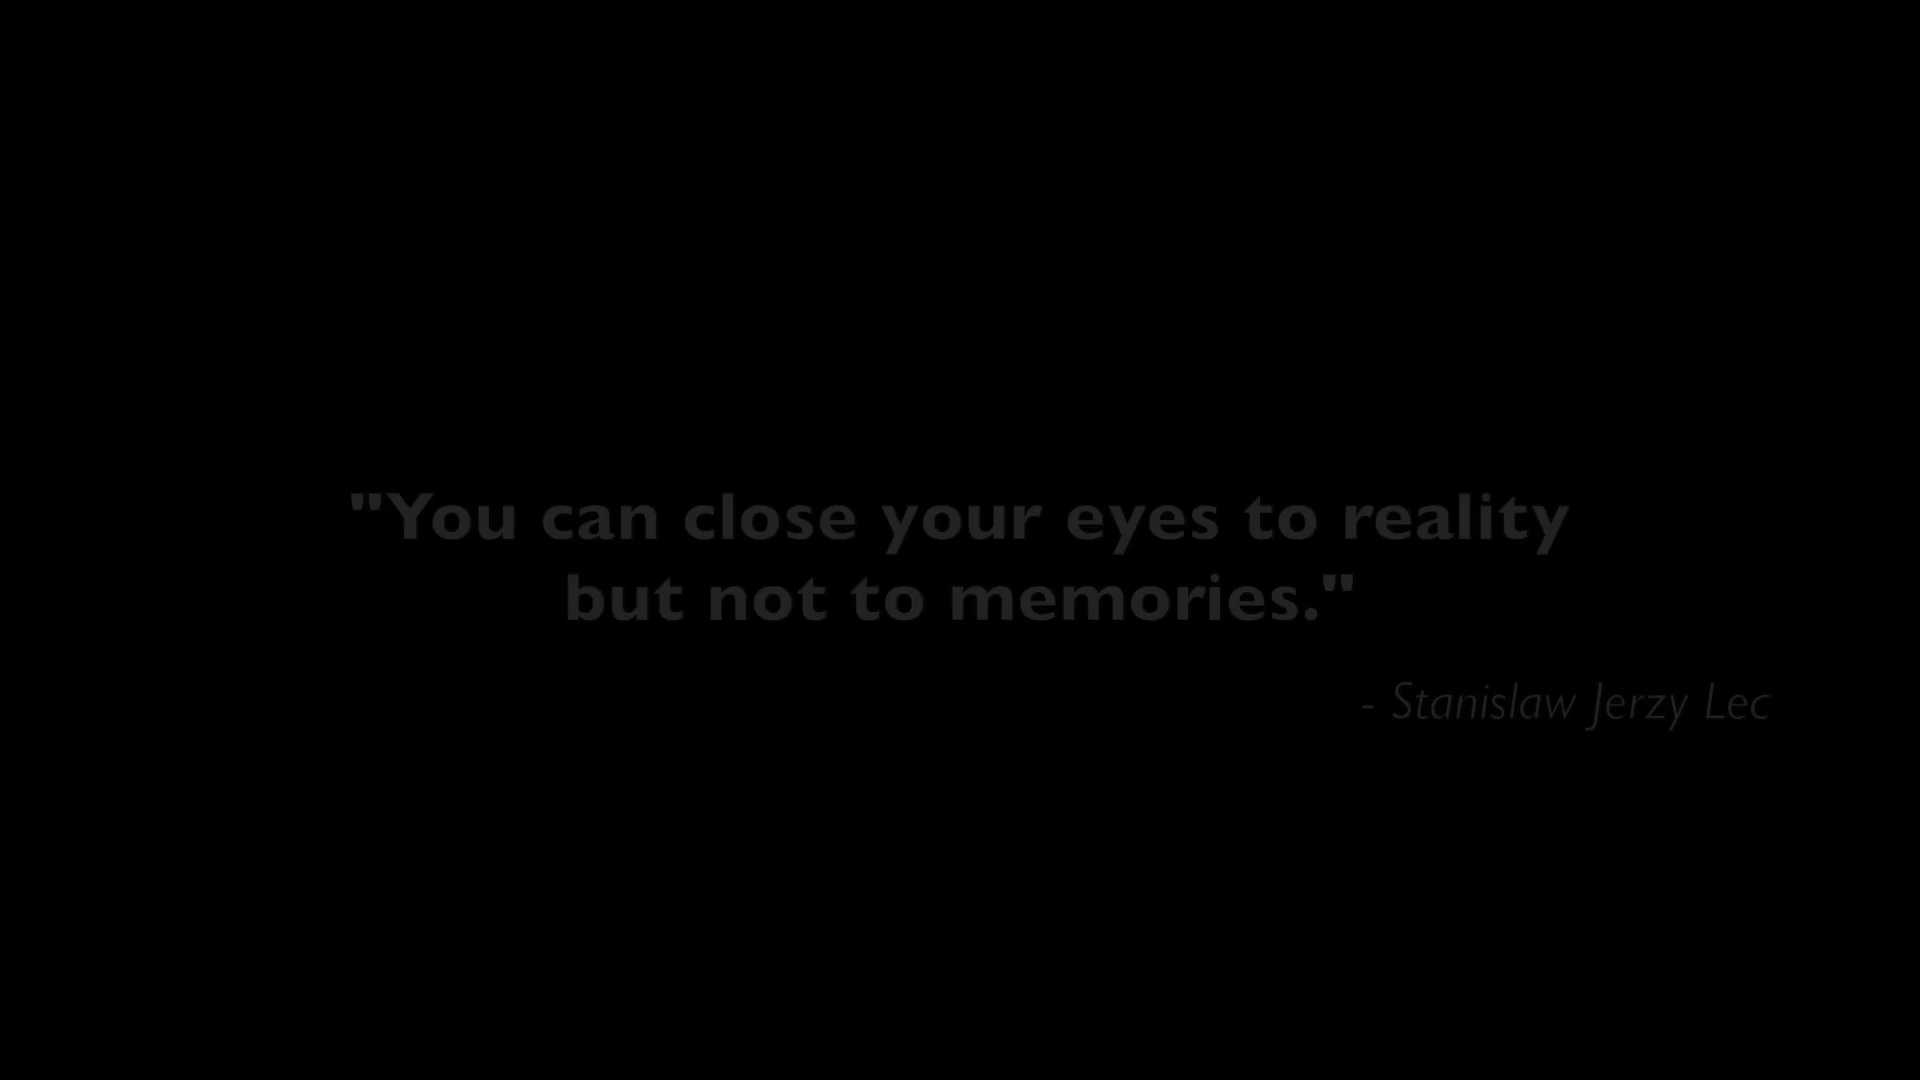 "You can close your eyes to reality
but not to memories."
- Stanislaw Jerzy Lec